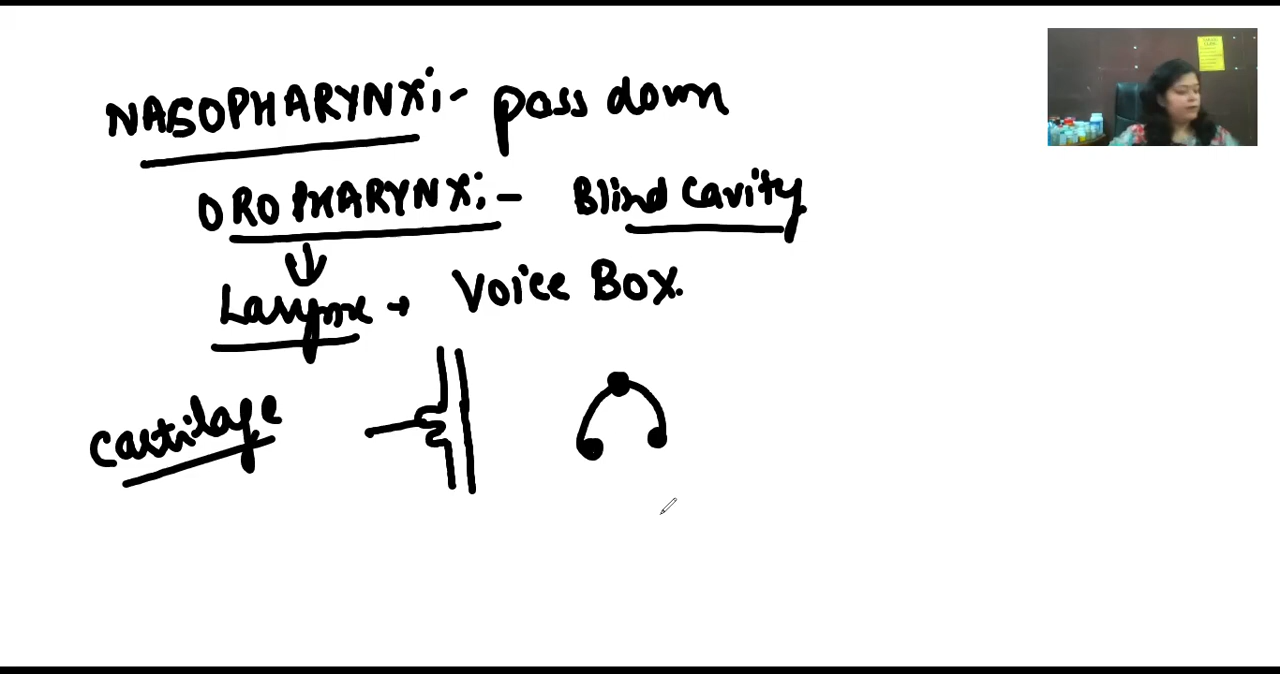 NASOPHARYNX:- pass down
OROPHARYNX:- Blind Cavity
↓
Larynx → Voice Box.
Cartilage